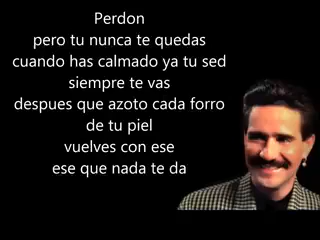 Perdon
pero tu nunca te quedas
cuando has calmado ya tu sed
siempre te vas
despues que azoto cada forro
de tu piel
vuelves con ese
ese que nada te da